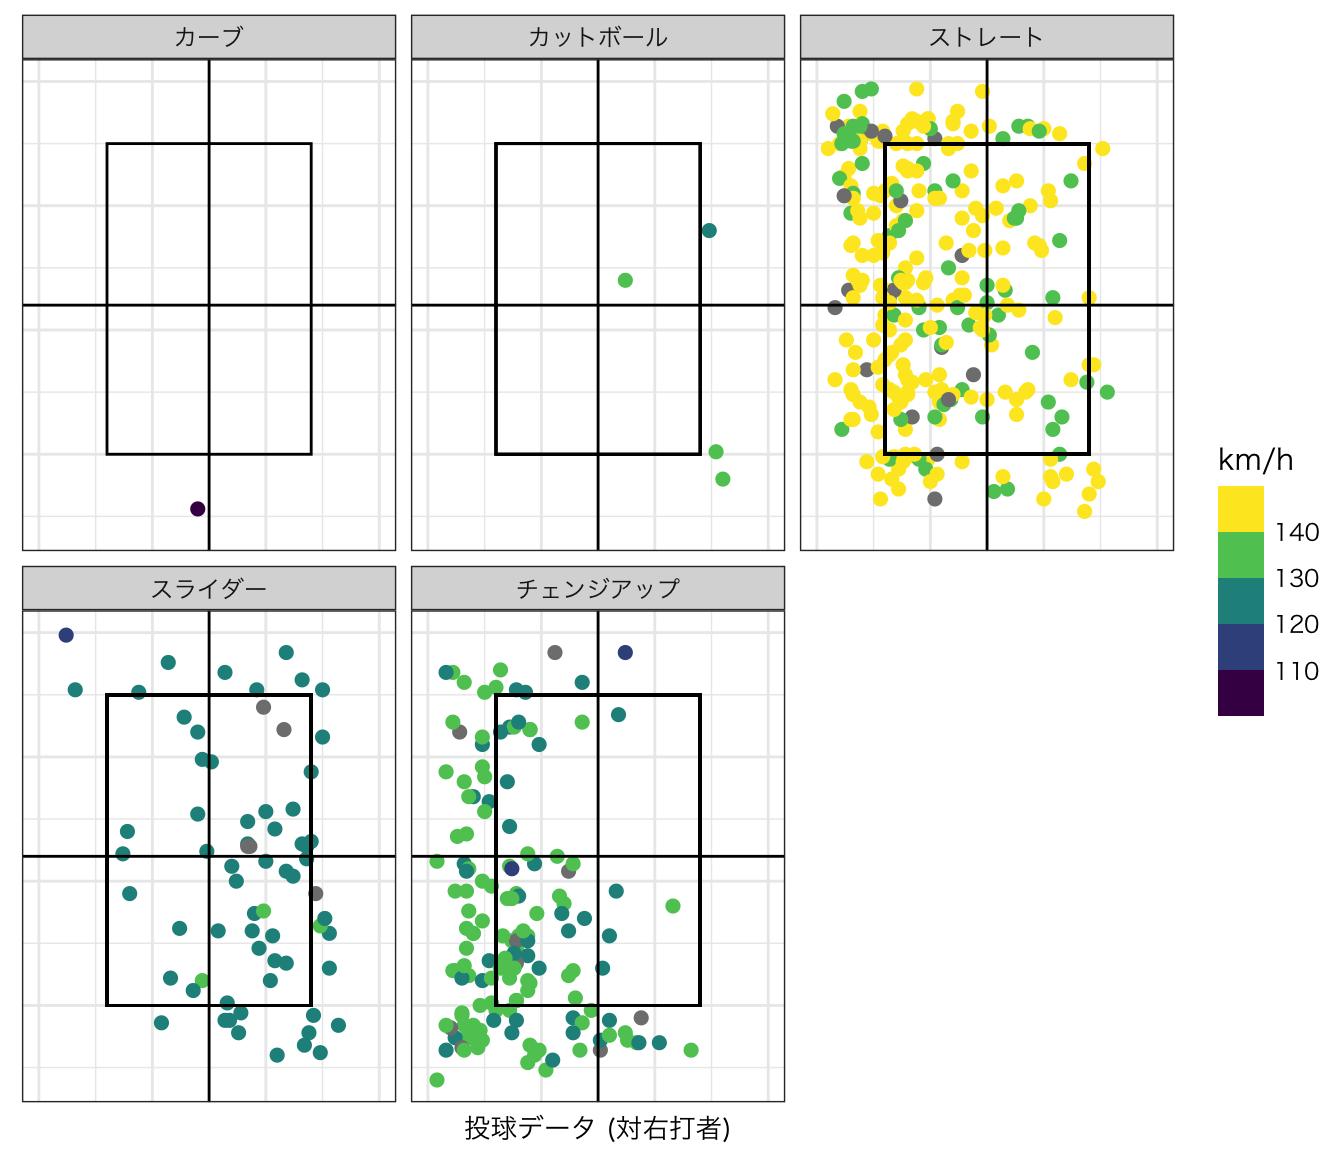 カーブ
カットボール
ストレート
スライダー
チェンジアップ
km/h
140
130
120
110
投球データ (対右打者)